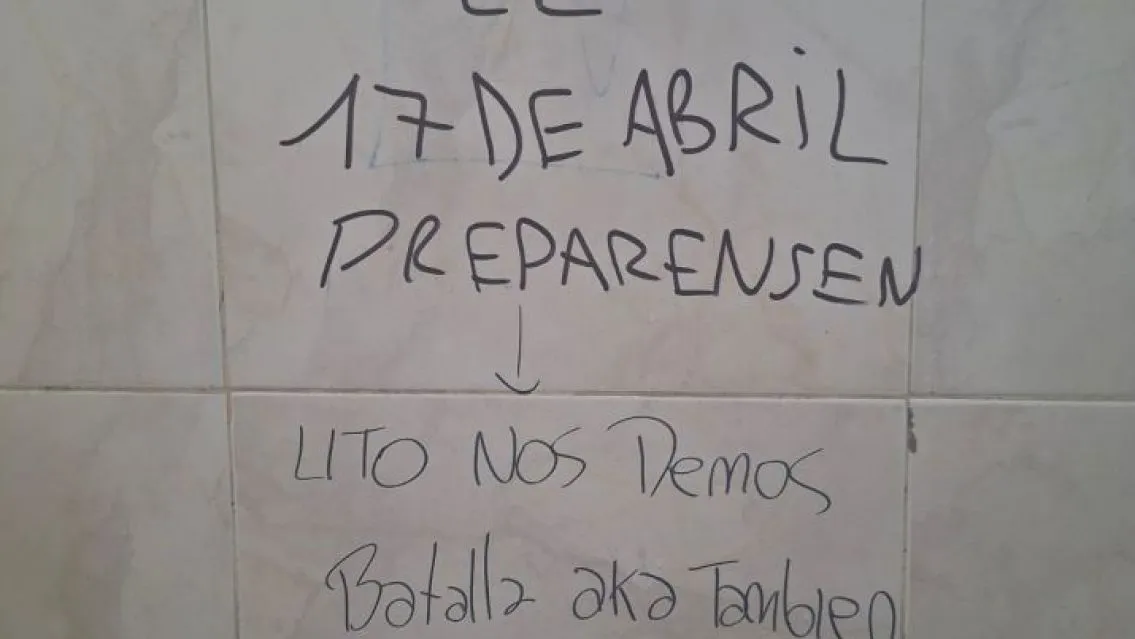 17 DE ABRiL
PREPARENSEN
LITO NOS Demos
Batalla aka Tambien